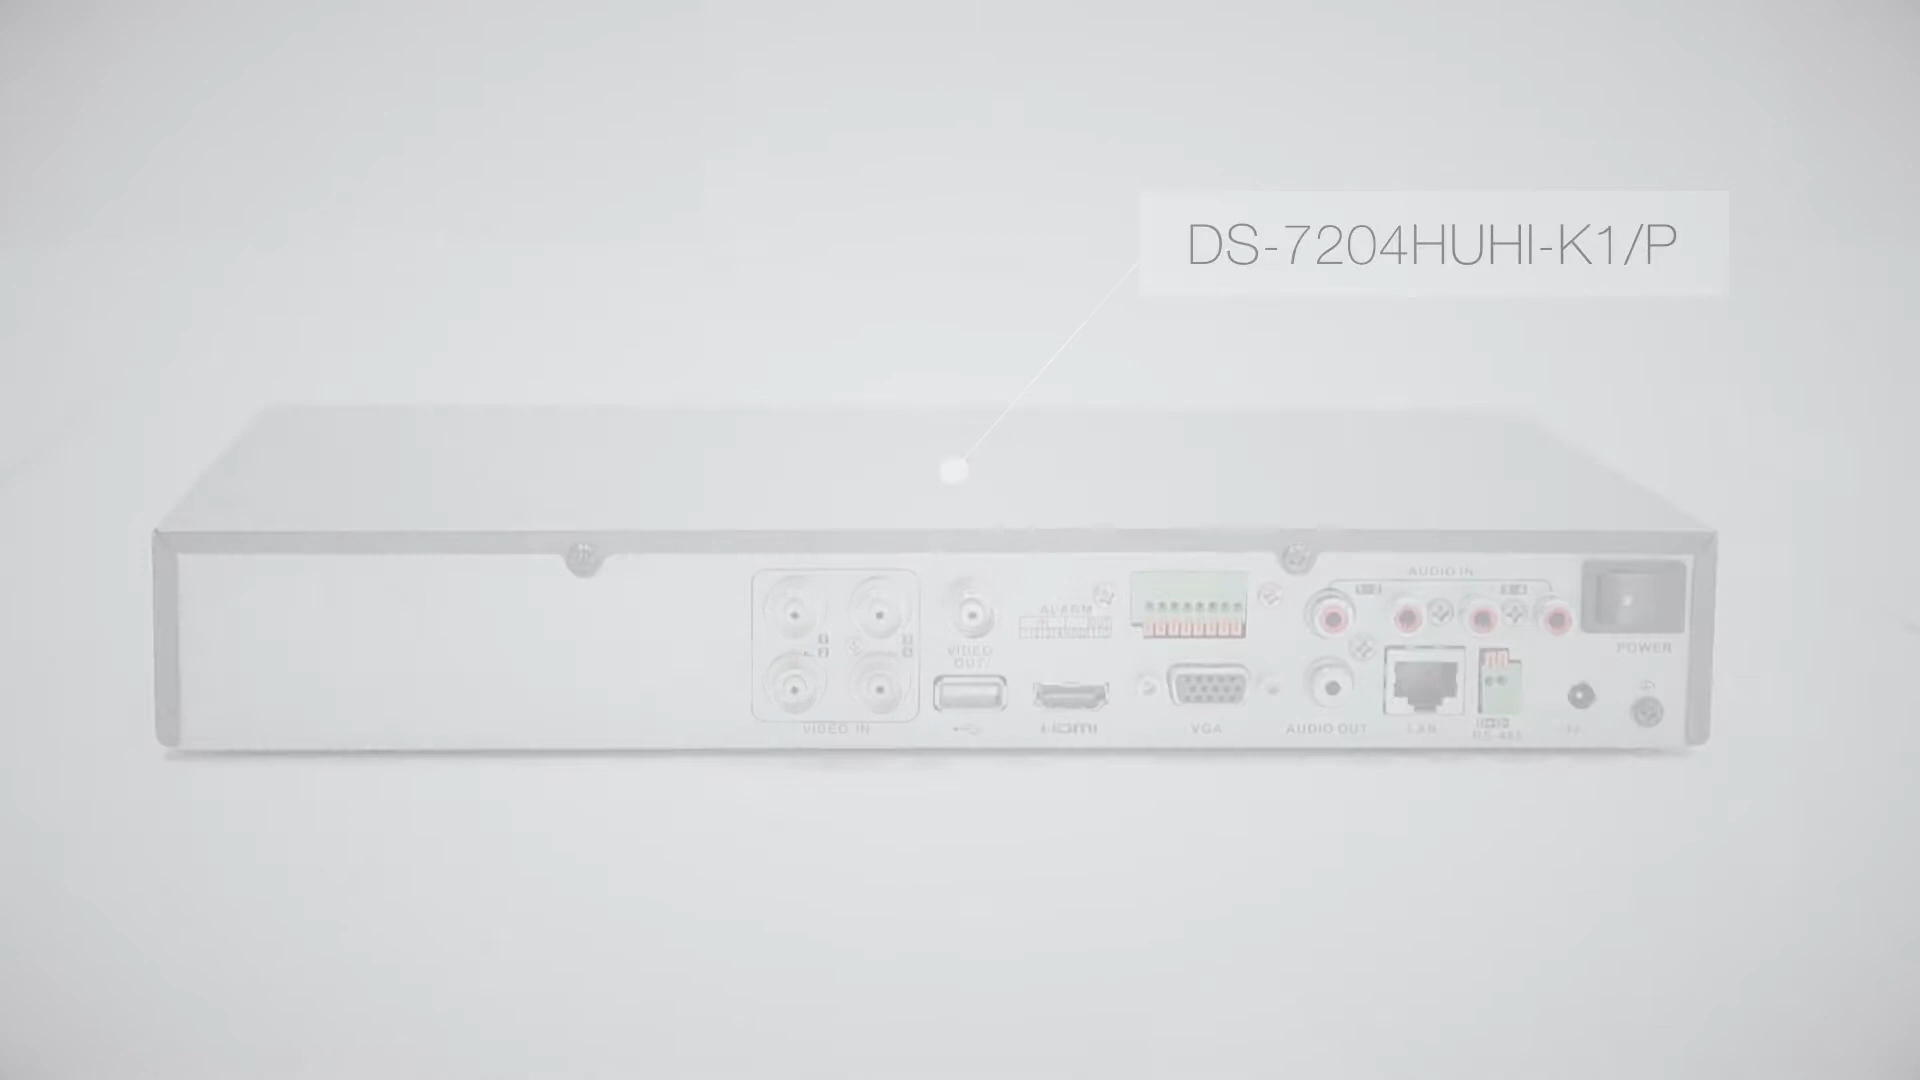 DS-7204HUHI-K1/P
AUDIO IN
ALARM
POWER
VIDEO
OUT
VIDEO IN
HDMI
VGA
AUDIO OUT
LAN
RS-485